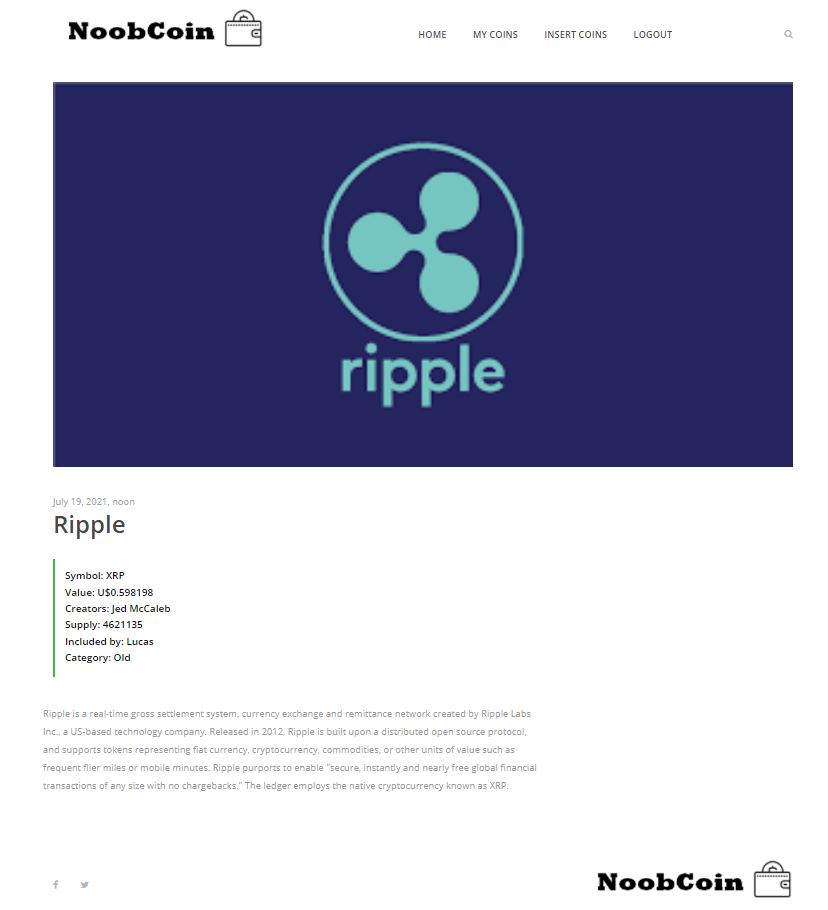 NoobCoin
HOME MY COINS INSERT COINS LOGOUT
ripple
July 19, 2021, noon
Ripple
Symbol: XRP
Value: U$0.598198
Creators: Jed McCaleb
Supply: 4621135
Included by: Lucas
Category: Old
Ripple is a real-time gross settlement system, currency exchange and remittance network created by Ripple Labs
Inc., a US-based technology company. Released in 2012, Ripple is built upon a distributed open source protocol,
and supports tokens representing fiat currency, cryptocurrency, commodities, or other units of value such as
frequent flier miles or mobile minutes. Ripple purports to enable "secure, instantly and nearly free global financial
transactions of any size with no chargebacks." The ledger employs the native cryptocurrency known as XRP.
NoobCoin